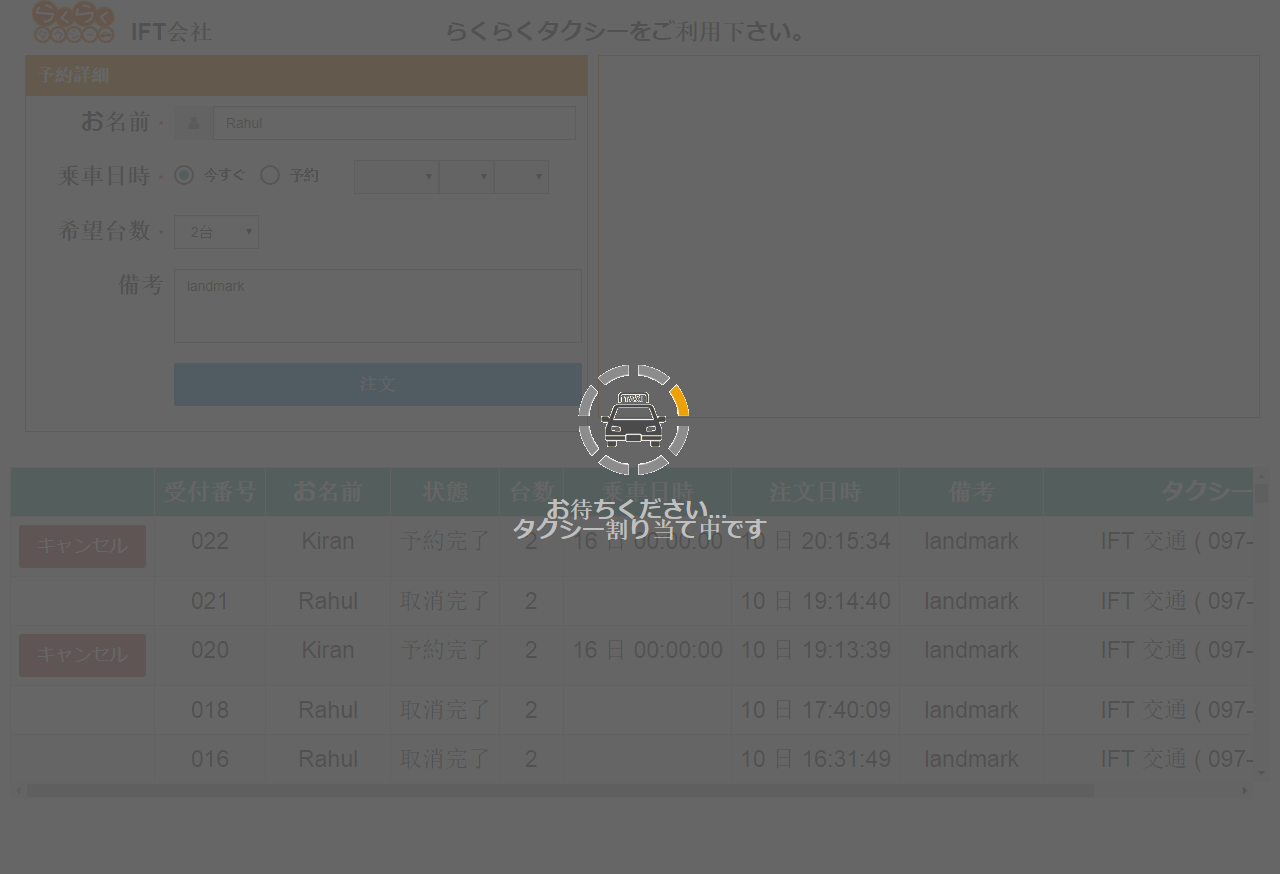 らくらく
IFT会社
らくらくタクシーをご利用下さい。
予約詳細
お名前 * Rahul
乗車日時 * 今すぐ 予約
希望台数 * 2台
備考 landmark
注文
TAXI
お待ちください...
タクシー割り当て中です
受付番号 お名前 状態 台数 乗車日時 注文日時 備考 タクシー
キャンセル 022 Kiran 予約完了 2 16 日 00:00:00 10 日 20:15:34 landmark IFT 交通 ( 097-
021 Rahul 取消完了 2 10 日 19:14:40 landmark IFT 交通 ( 097-
キャンセル 020 Kiran 予約完了 2 16 日 00:00:00 10 日 19:13:39 landmark IFT 交通 ( 097-
018 Rahul 取消完了 2 10 日 17:40:09 landmark IFT 交通 ( 097-
016 Rahul 取消完了 2 10 日 16:31:49 landmark IFT 交通 ( 097-